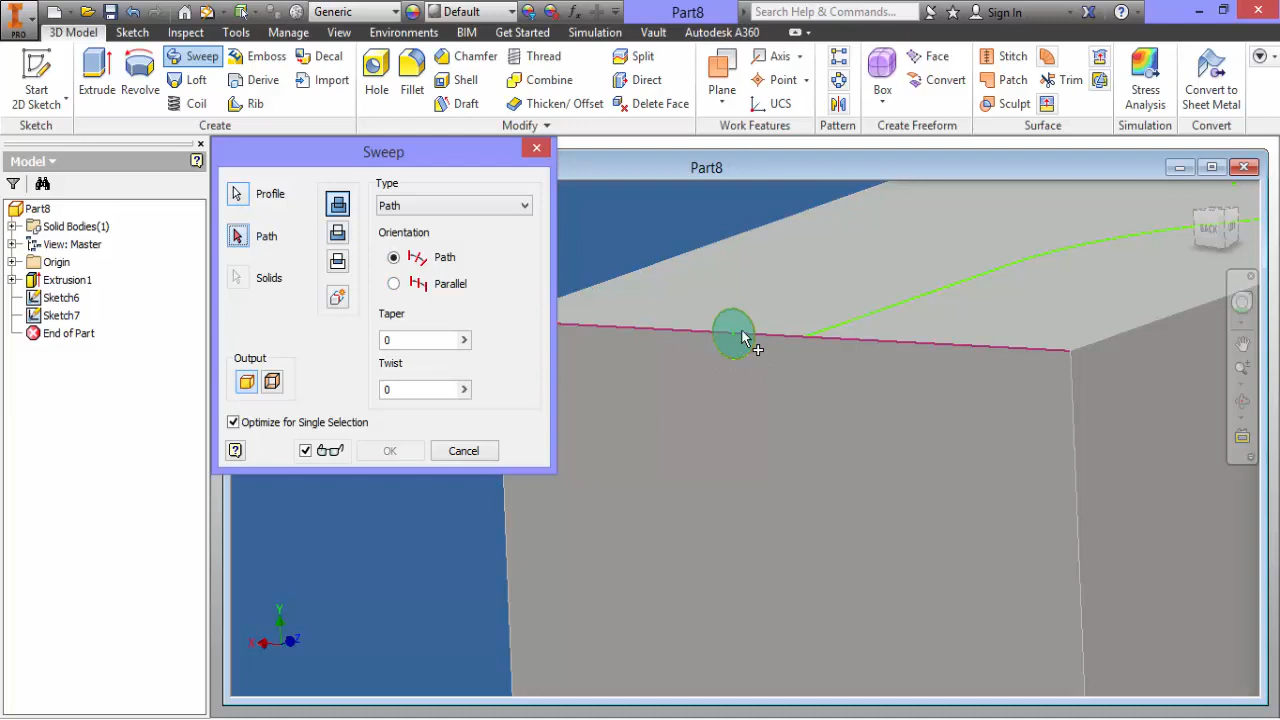 PRO
Generic
Default
fx
Part8
Search Help & Commands...
Sign In
3D Model
Sketch
Inspect
Tools
Manage
View
Environments
BIM
Get Started
Simulation
Vault
Autodesk A360
Start
2D Sketch
Sketch
Extrude
Revolve
Sweep
Loft
Coil
Emboss
Derive
Rib
Decal
Import
Create
Hole
Fillet
Chamfer
Shell
Draft
Thread
Combine
Thicken/ Offset
Split
Direct
Delete Face
Modify
Plane
Axis
Point
UCS
Work Features
Pattern
Box
Face
Convert
Create Freeform
Stitch
Patch
Sculpt
Trim
Surface
Stress
Analysis
Simulation
Convert to
Sheet Metal
Convert
Model
Part8
Solid Bodies(1)
View: Master
Origin
Extrusion1
Sketch6
Sketch7
End of Part
Sweep
Profile
Path
Solids
Output
Type
Path
Orientation
Path
Parallel
Taper
0
Twist
0
Optimize for Single Selection
OK
Cancel
Part8
BACK
Y
X
Z